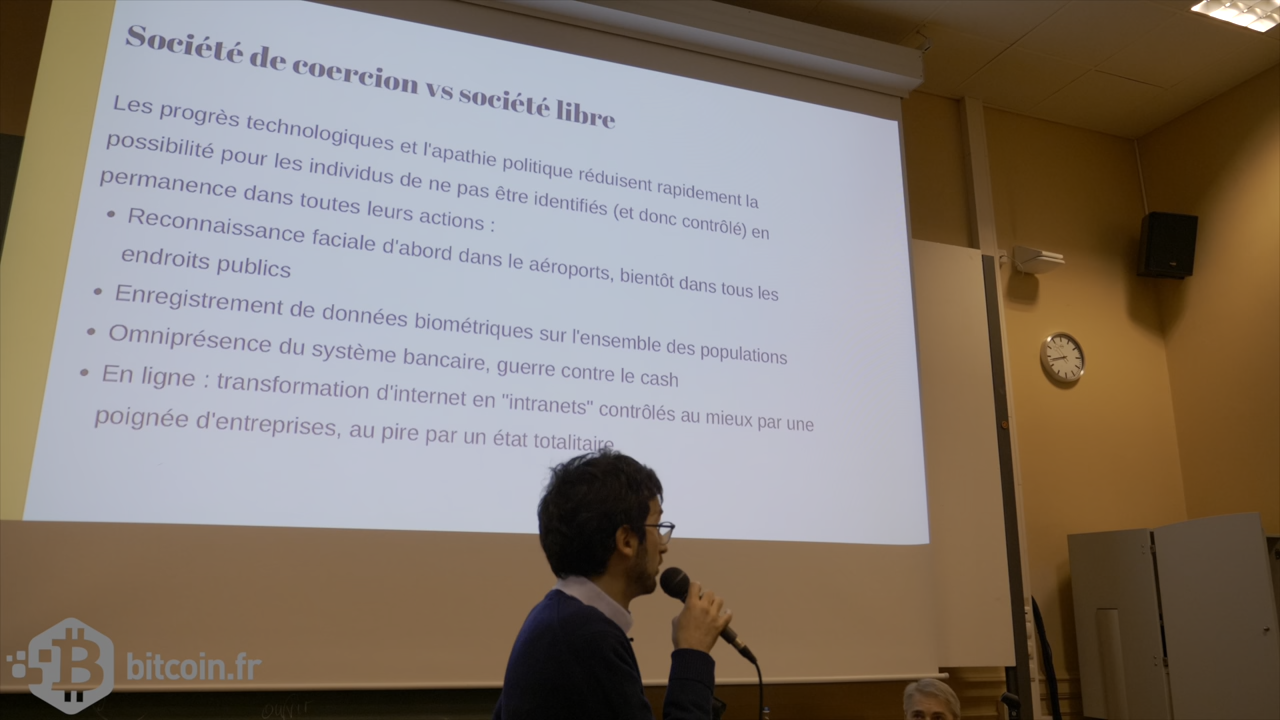 Société de coercion vs société libre
Les progrès technologiques et l'apathie politique réduisent rapidement la
possibilité pour les individus de ne pas être identifiés (et donc contrôlé) en
permanence dans toutes leurs actions :
• Reconnaissance faciale d'abord dans le aéroports, bientôt dans tous les
endroits publics
• Enregistrement de données biométriques sur l'ensemble des populations
• Omniprésence du système bancaire, guerre contre le cash
• En ligne : transformation d'internet en "intranets" contrôlés au mieux par une
poignée d'entreprises, au pire par un état totalitaire
bitcoin.fr